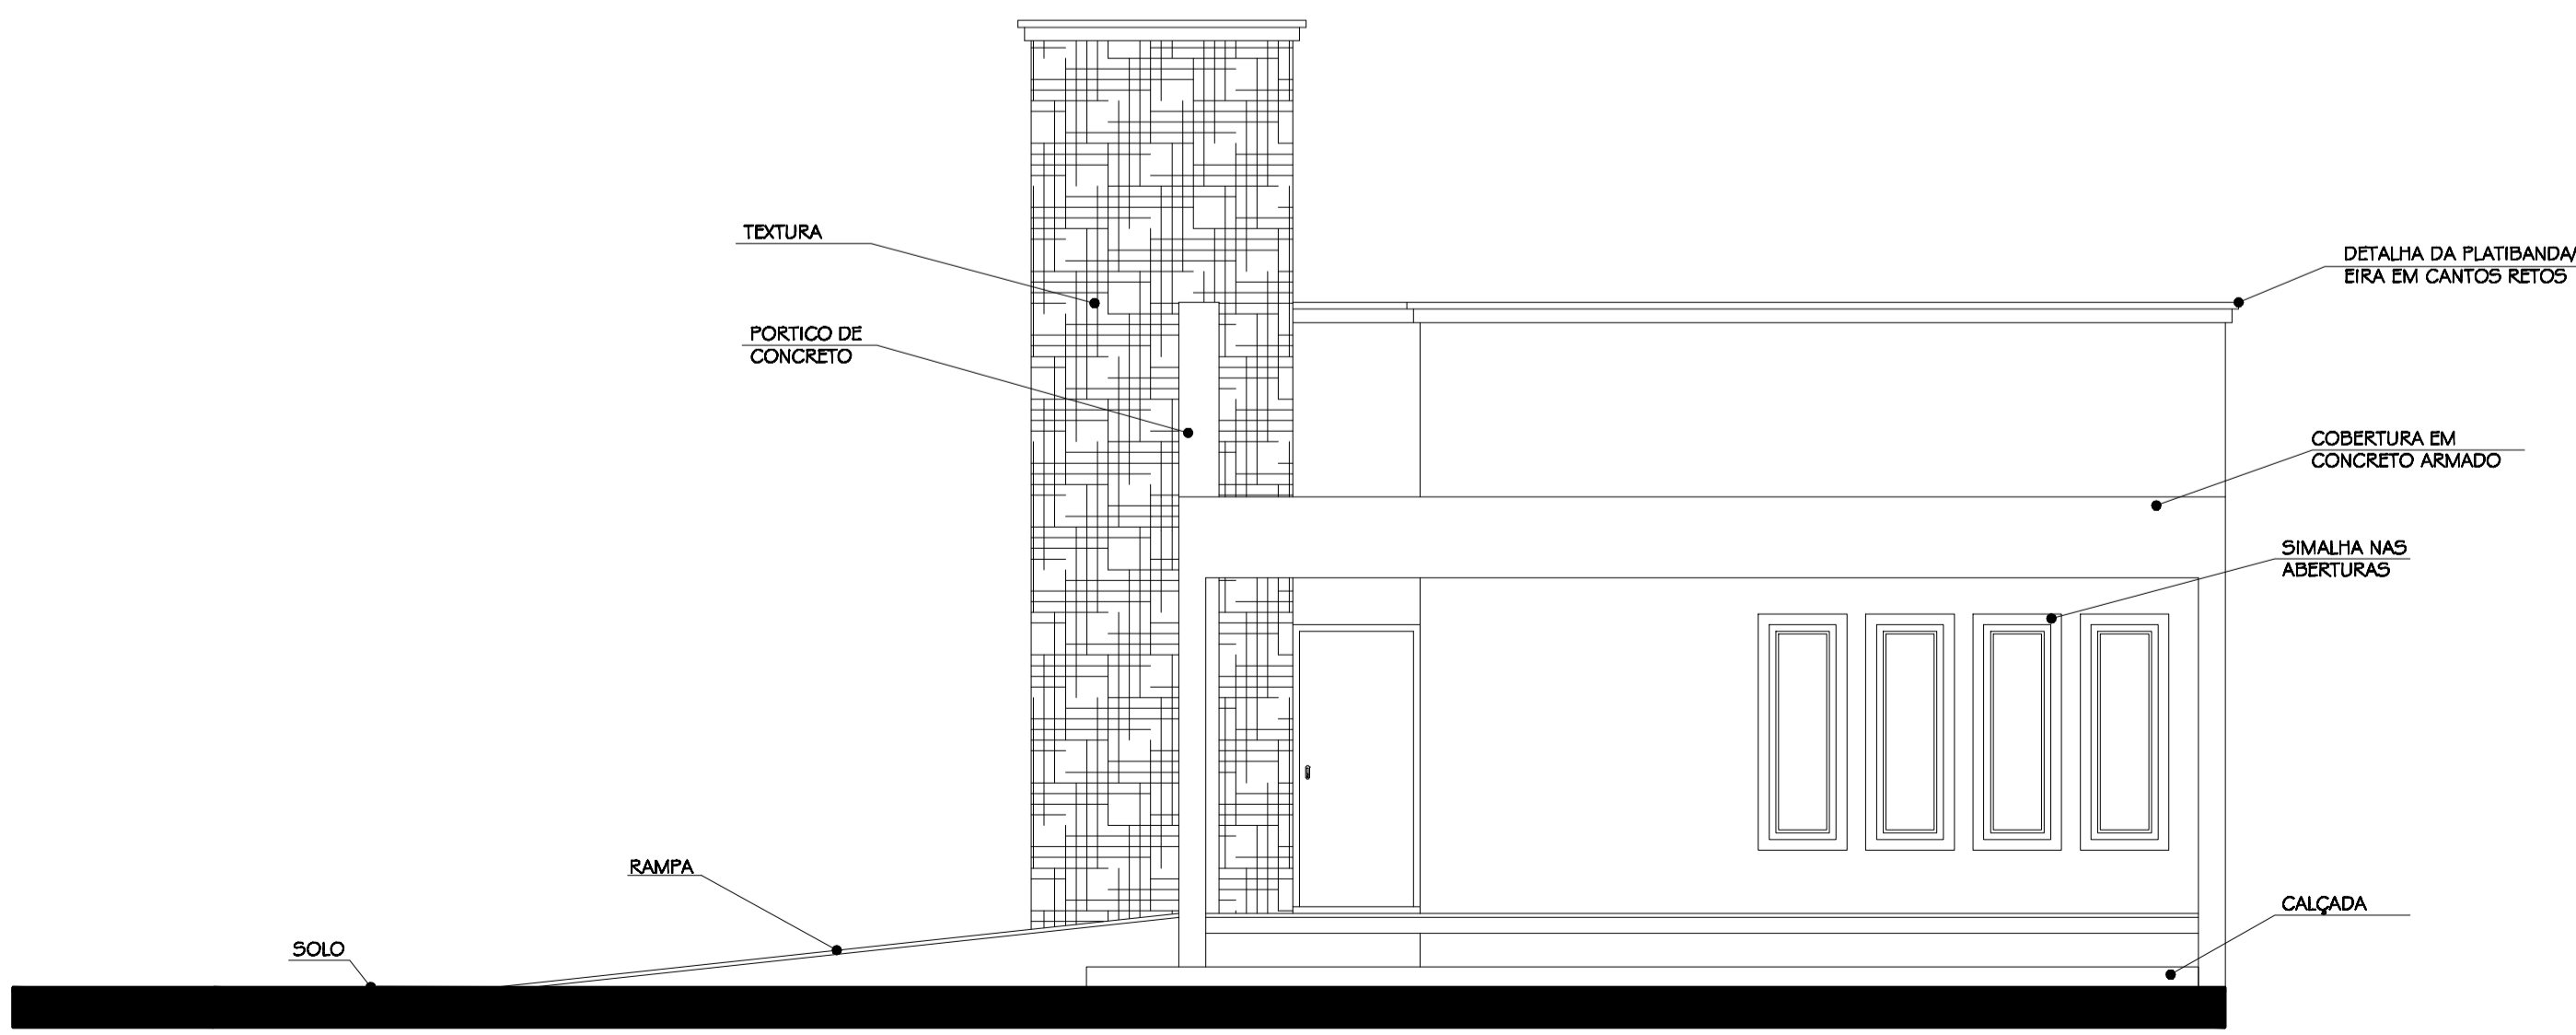 TEXTURA
DETALHA DA PLATIBANDA/
EIRA EM CANTOS RETOS
PORTICO DE
CONCRETO
COBERTURA EM
CONCRETO ARMADO
SIMALHA NAS
ABERTURAS
RAMPA
CALÇADA
SOLO